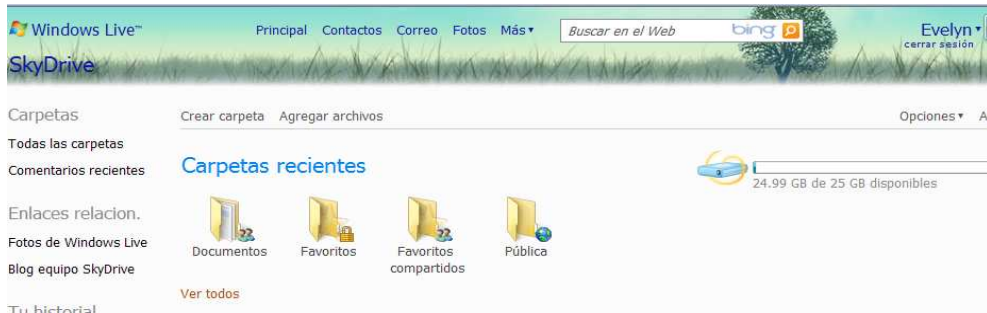 Windows Live™
Principal Contactos Correo Fotos Más
Buscar en el Web
bing
Evelyn
cerrar sesión
SkyDrive
Carpetas
Todas las carpetas
Comentarios recientes
Enlaces relacion.
Fotos de Windows Live
Blog equipo SkyDrive
Tu historial
Crear carpeta Agregar archivos
Opciones
A
Carpetas recientes
24.99 GB de 25 GB disponibles
Documentos
Favoritos
Favoritos
compartidos
Pública
Ver todos